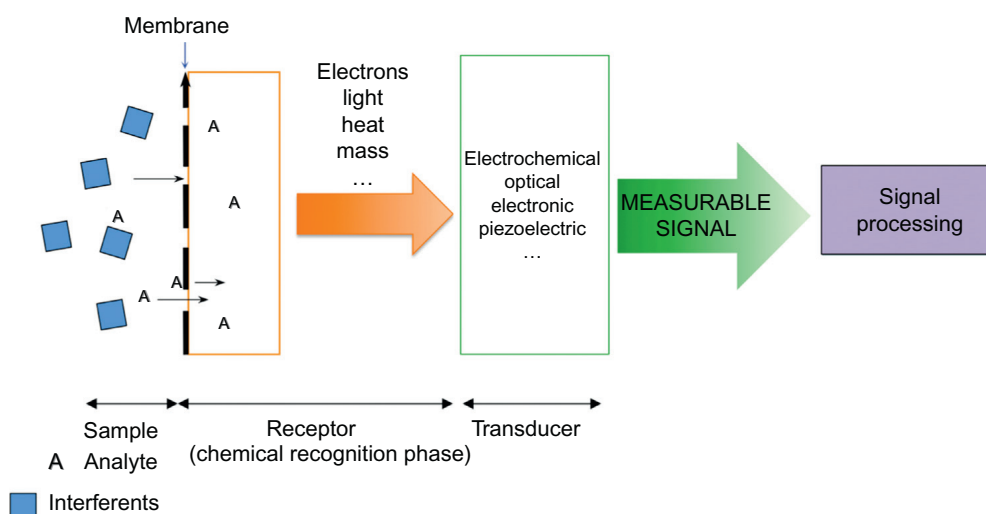 Membrane
Electrons
light
heat
mass
...
A
A
A
A
A
A
Electrochemical
optical
electronic
piezoelectric
...
MEASURABLE
SIGNAL
Signal
processing
A
Sample
Receptor
(chemical recognition phase)
Transducer
A Analyte
Interferents